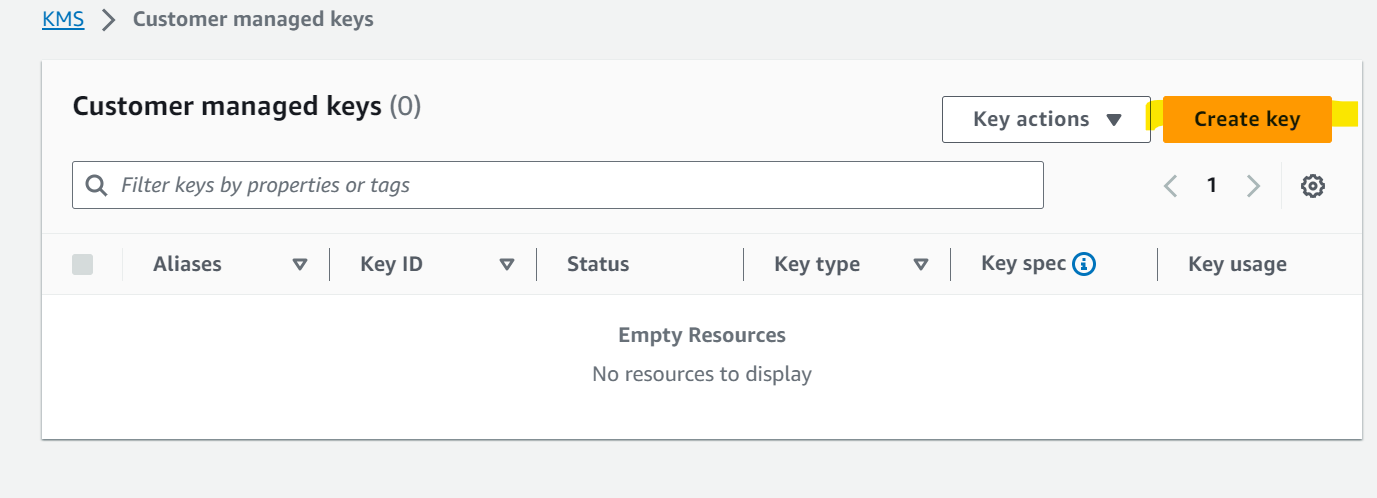 KMS > Customer managed keys
Customer managed keys (0)
Key actions
Create key
Filter keys by properties or tags
1
Aliases Key ID Status Key type Key spec Key usage
Empty Resources
No resources to display